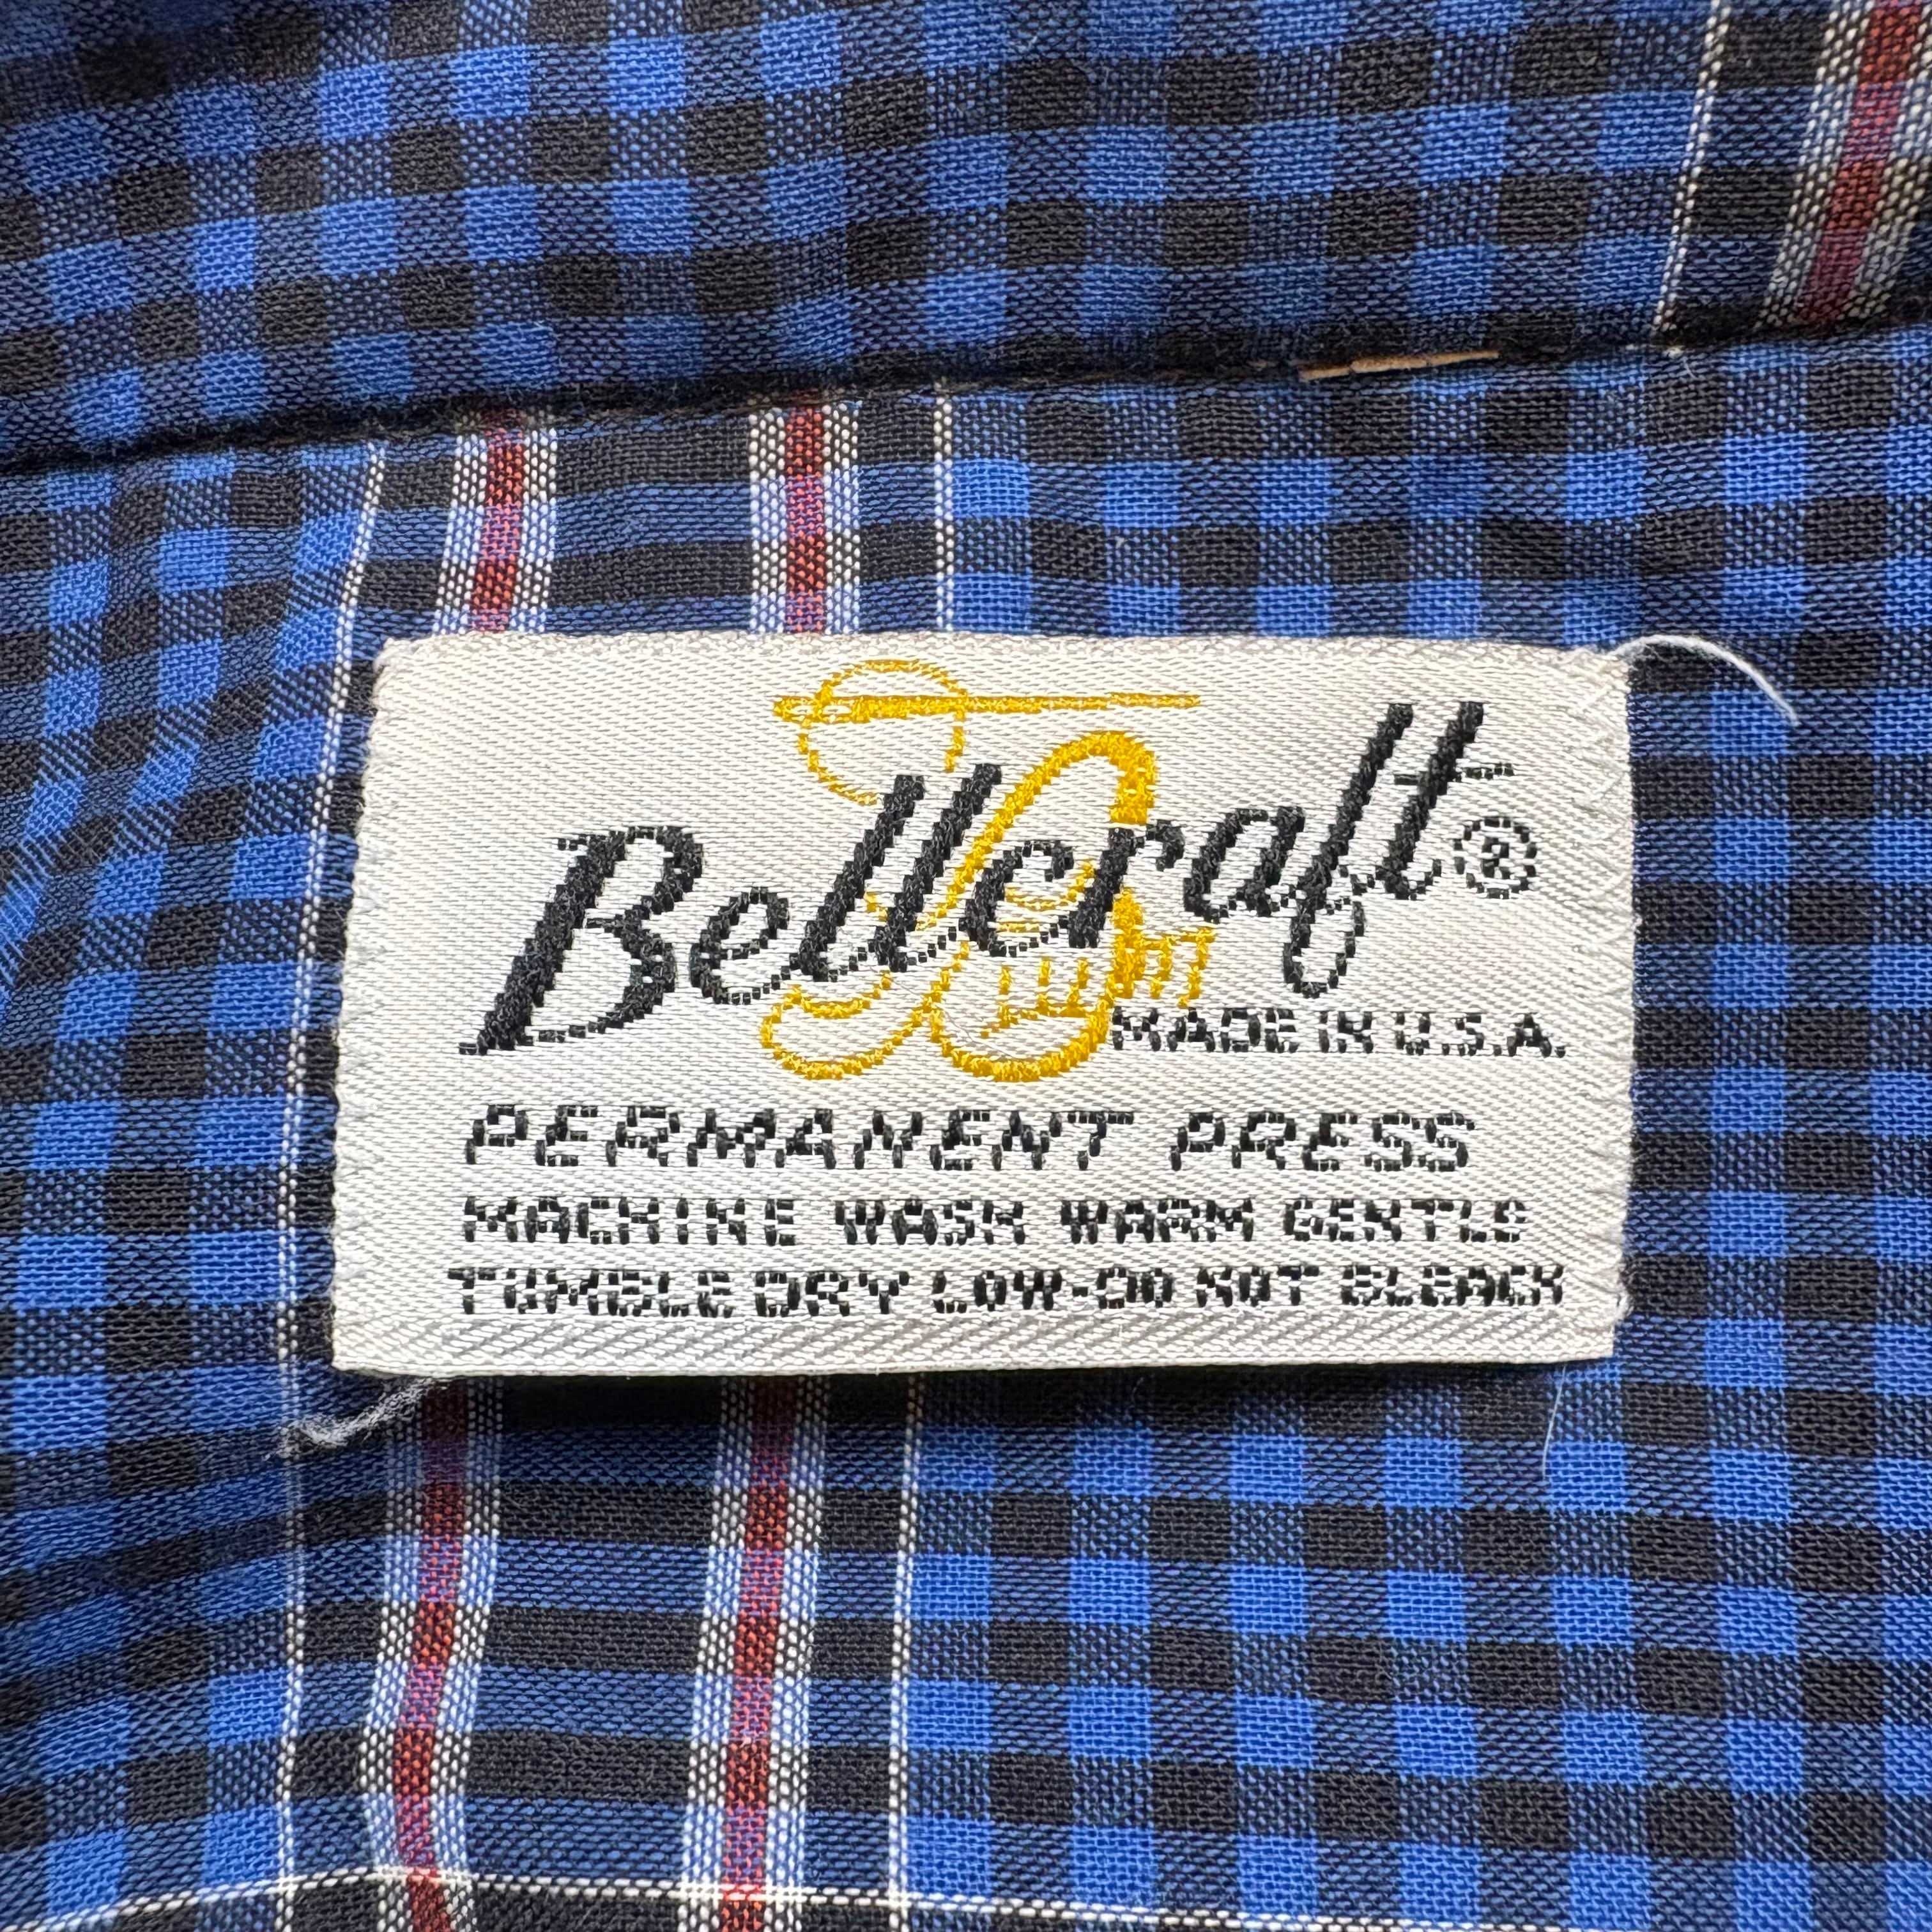 Bellcraft®
MADE IN U.S.A.
PERMANENT PRESS
MACHINE WASH WARM GENTLE
TUMBLE DRY LOW-DO NOT BLEACH